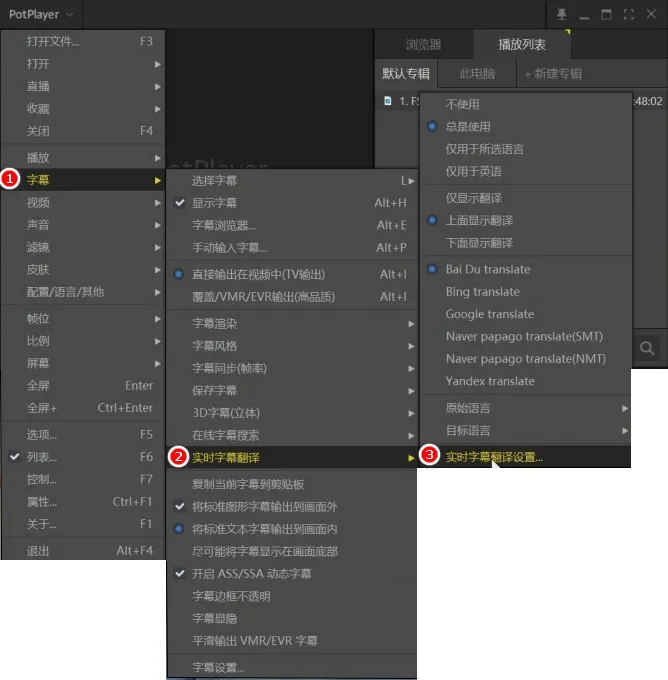 PotPlayer
打开文件... F3
打开
直播
收藏
关闭 F4
播放
1 字幕
视频
声音
滤镜
皮肤
配置/语言/其他
帧位
比例
屏幕
全屏 Enter
全屏+ Ctrl+Enter
选项... F5
列表... F6
控制... F7
属性... Ctrl+F1
关于... F1
退出 Alt+F4
选择字幕 L
显示字幕 Alt+H
字幕浏览器... Alt+E
手动输入字幕... Alt+P
直接输出在视频中(TV输出) Alt+I
覆盖/VMR/EVR输出(高品质) Alt+I
字幕渲染
字幕风格
字幕同步(帧率)
保存字幕
3D字幕(立体)
在线字幕搜索
2 实时字幕翻译
复制当前字幕到剪贴板
将标准图形字幕输出到画面外
将标准文本字幕输出到画面内
尽可能将字幕显示在画面底部
开启 ASS/SSA 动态字幕
字幕边框不透明
字幕显隐
平滑输出 VMR/EVR 字幕
字幕设置...
浏览器 播放列表
默认专辑 此电脑 + 新建专辑
1. :48:02
不使用
总是使用
仅用于所选语言
仅用于英语
仅显示翻译
上面显示翻译
下面显示翻译
Bai Du translate
Bing translate
Google translate
Naver papago translate(SMT)
Naver papago translate(NMT)
Yandex translate
原始语言
目标语言
3 实时字幕翻译设置...